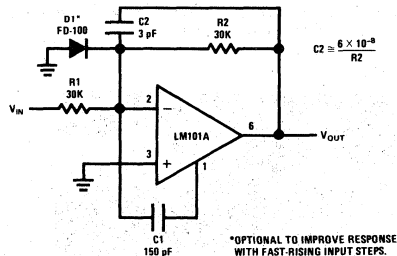 D1*
FD-100
C2
3 pF
R2
30K
C2 ≅ 6 × 10⁻⁸
R2
R1
30K
V_IN
2
−
LM101A
6
V_OUT
3
+
1
C1
150 pF
*OPTIONAL TO IMPROVE RESPONSE
WITH FAST-RISING INPUT STEPS.